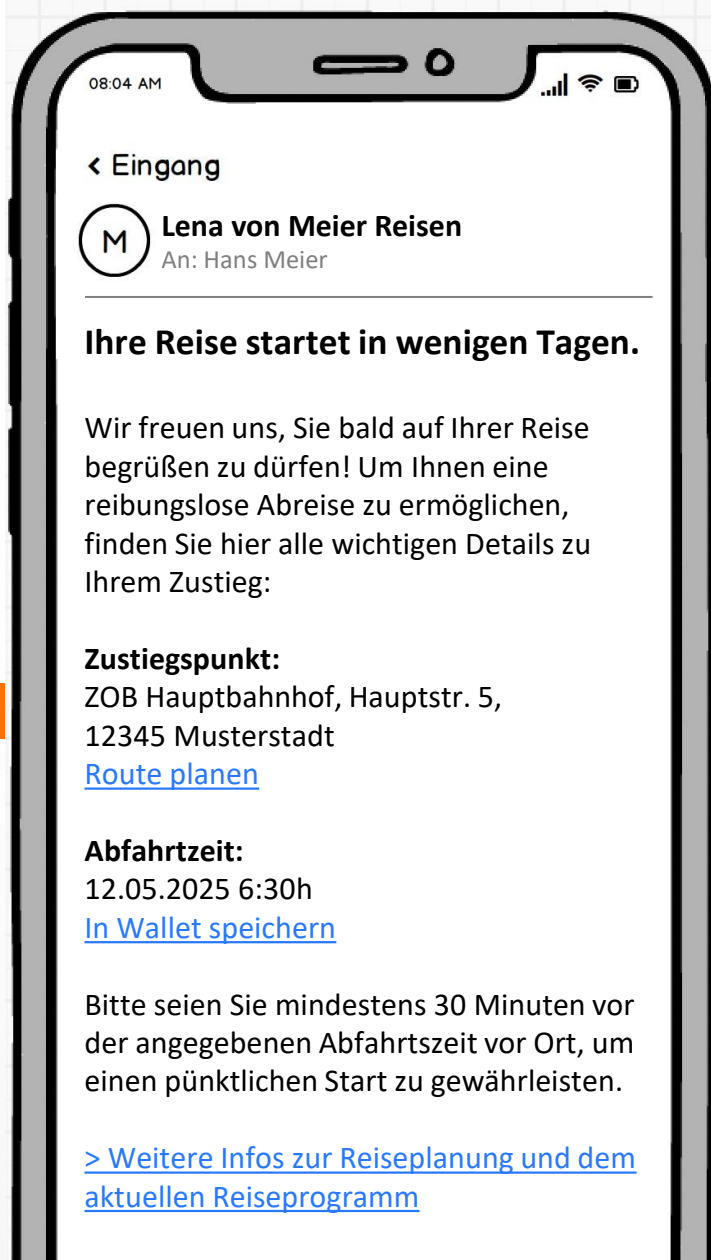 08:04 AM
< Eingang
M
Lena von Meier Reisen
An: Hans Meier
Ihre Reise startet in wenigen Tagen.
Wir freuen uns, Sie bald auf Ihrer Reise
begrüßen zu dürfen! Um Ihnen eine
reibungslose Abreise zu ermöglichen,
finden Sie hier alle wichtigen Details zu
Ihrem Zustieg:
Zustiegspunkt:
ZOB Hauptbahnhof, Hauptstr. 5,
12345 Musterstadt
Route planen
Abfahrtzeit:
12.05.2025 6:30h
In Wallet speichern
Bitte seien Sie mindestens 30 Minuten vor
der angegebenen Abfahrtszeit vor Ort, um
einen pünktlichen Start zu gewährleisten.
> Weitere Infos zur Reiseplanung und dem
aktuellen Reiseprogramm